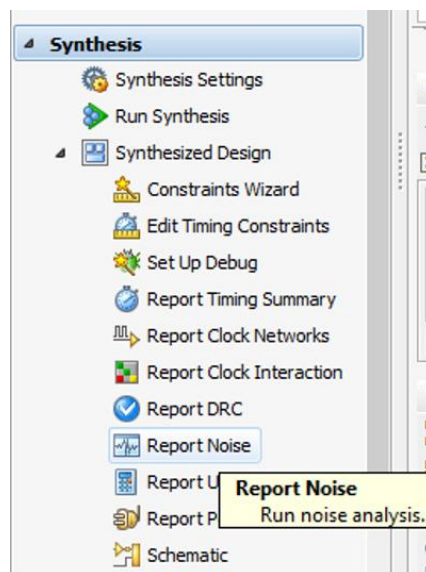 Synthesis
Synthesis Settings
Run Synthesis
Synthesized Design
Constraints Wizard
Edit Timing Constraints
Set Up Debug
Report Timing Summary
Report Clock Networks
Report Clock Interaction
Report DRC
Report Noise
Report U
Report Noise
Report P
Run noise analysis.
Schematic